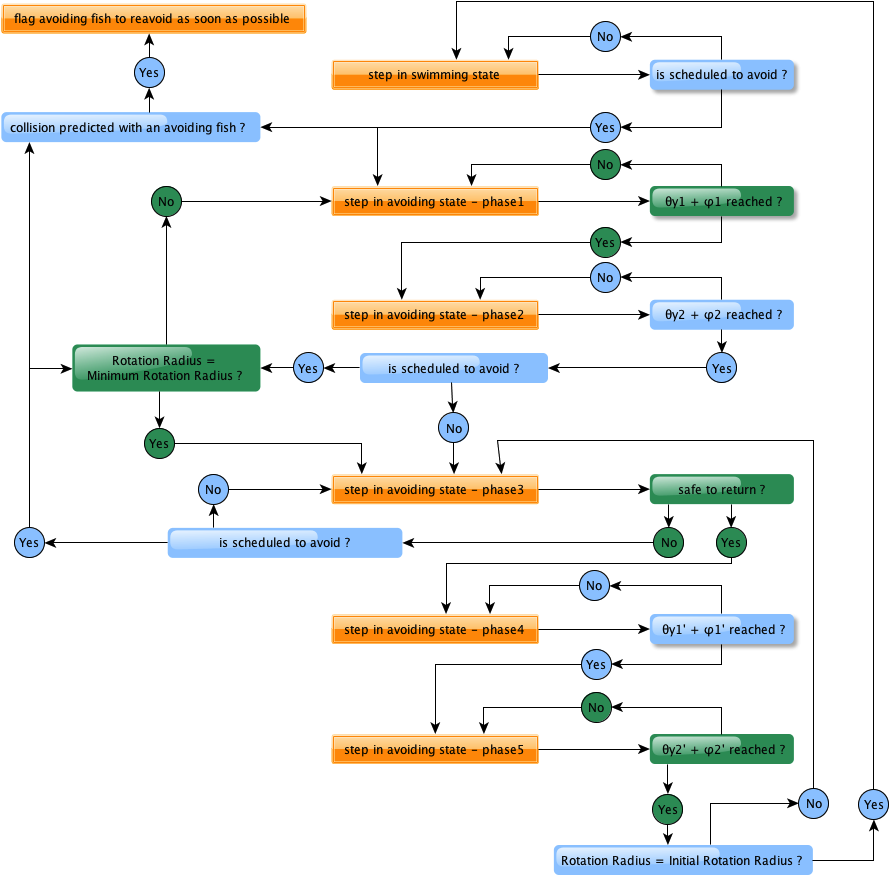 flag avoiding fish to reavoid as soon as possible
No
Yes
step in swimming state
is scheduled to avoid ?
collision predicted with an avoiding fish ?
Yes
No
No
step in avoiding state - phase1
θy1 + φ1 reached ?
Yes
No
step in avoiding state - phase2
θy2 + φ2 reached ?
Rotation Radius =
Minimum Rotation Radius ?
Yes
is scheduled to avoid ?
Yes
No
Yes
No
step in avoiding state - phase3
safe to return ?
Yes
is scheduled to avoid ?
No
Yes
No
step in avoiding state - phase4
θy1' + φ1' reached ?
Yes
No
step in avoiding state - phase5
θy2' + φ2' reached ?
Yes
No
Yes
Rotation Radius = Initial Rotation Radius ?